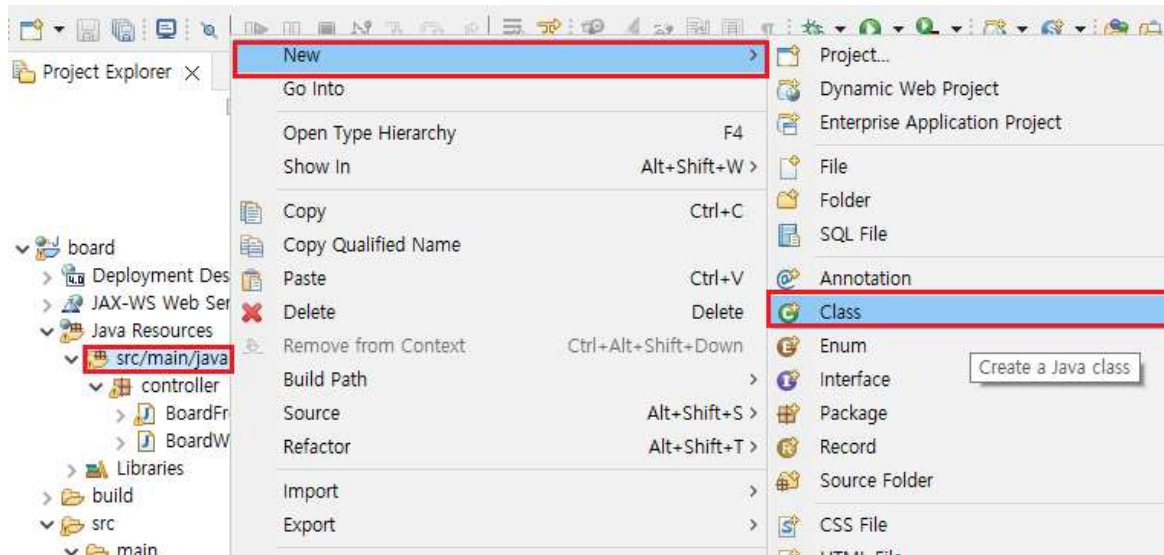 Project Explorer
board
Deployment Des
JAX-WS Web Ser
Java Resources
src/main/java
controller
BoardFr
BoardW
Libraries
build
src
main
New
Go Into
Open Type Hierarchy F4
Show In Alt+Shift+W
Copy Ctrl+C
Copy Qualified Name
Paste Ctrl+V
Delete Delete
Remove from Context Ctrl+Alt+Shift+Down
Build Path
Source Alt+Shift+S
Refactor Alt+Shift+T
Import
Export
Project...
Dynamic Web Project
Enterprise Application Project
File
Folder
SQL File
Annotation
Class
Enum
Interface
Create a Java class
Package
Record
Source Folder
CSS File
HTML File